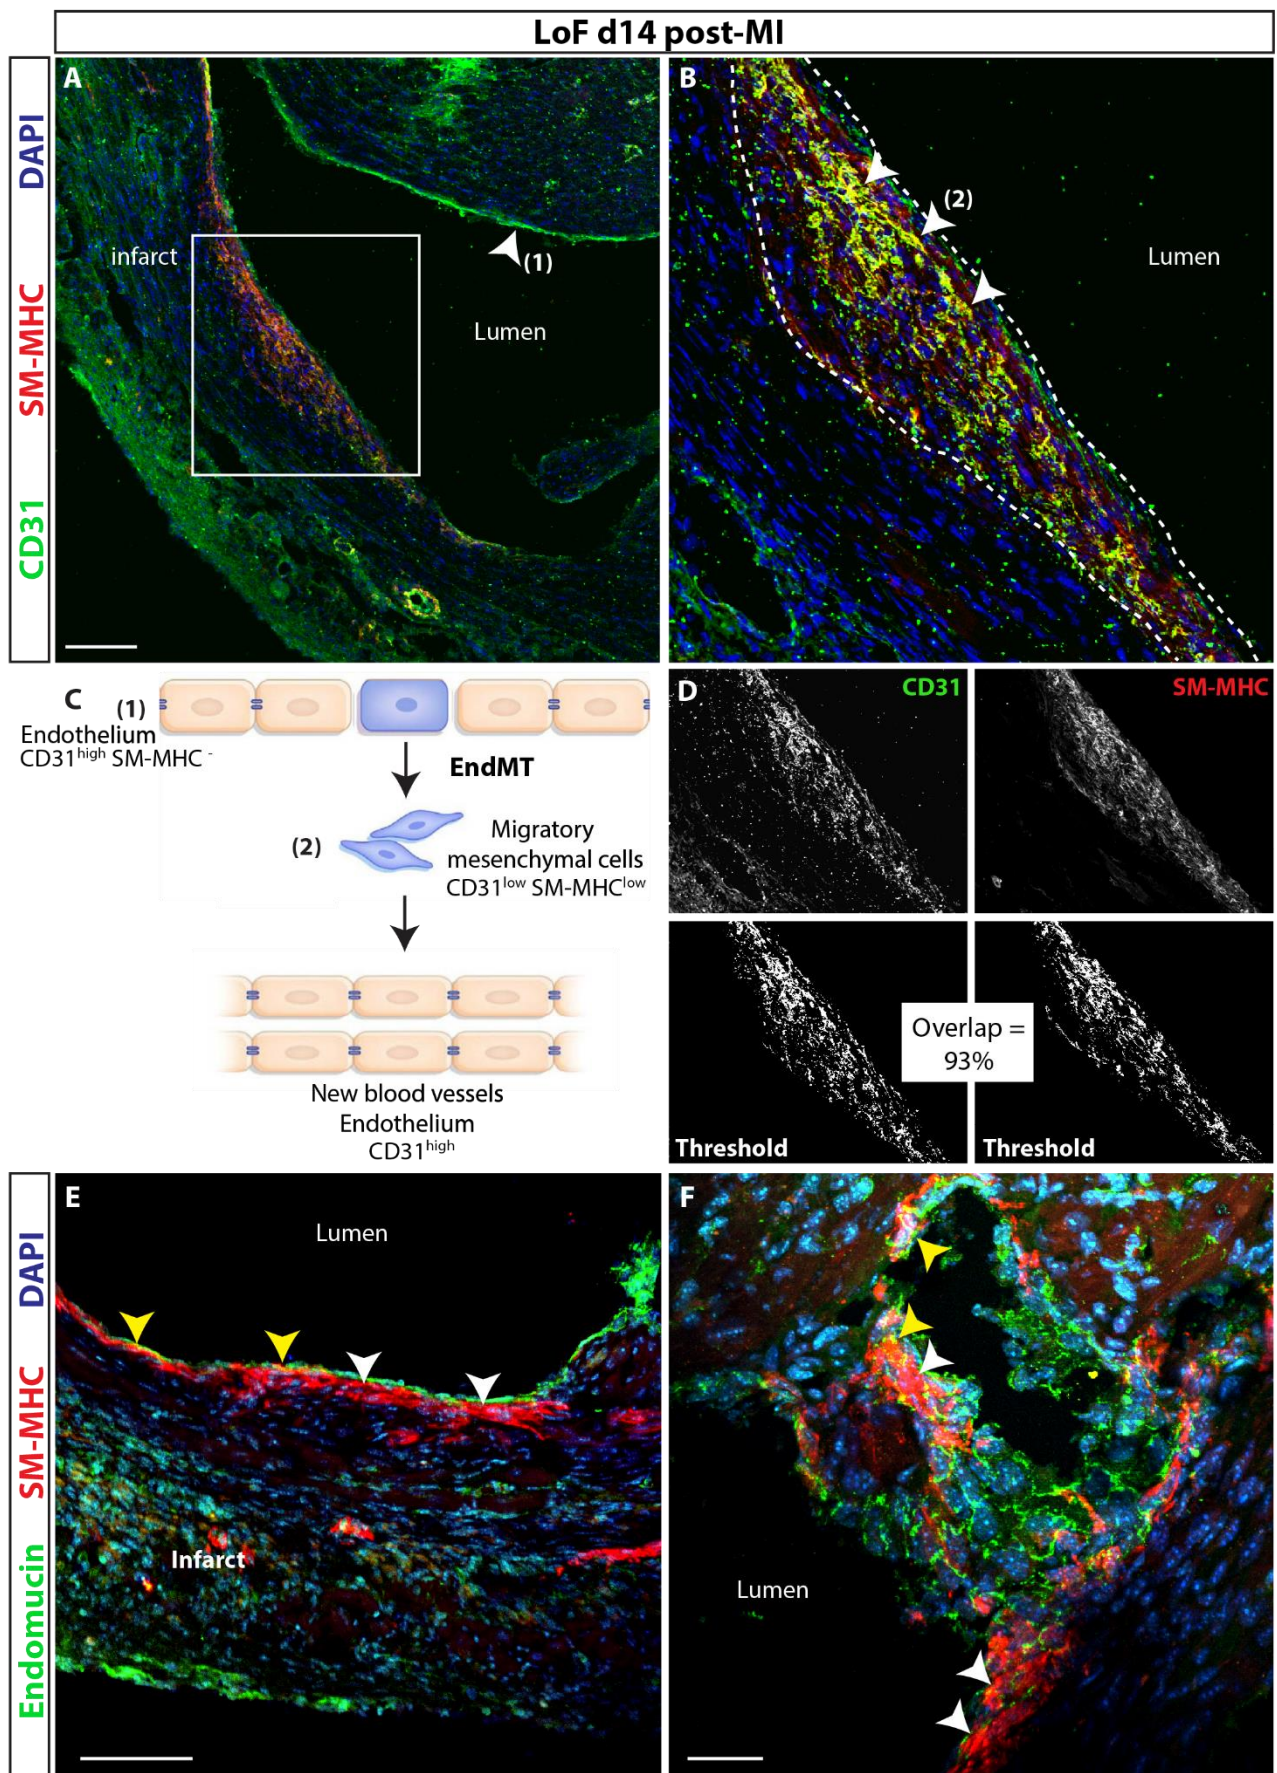 LoF d14 post-MI
CD31 SM-MHC DAPI
A
infarct
(1)
Lumen
B
(2)
Lumen
C
(1)
Endothelium
CD31high SM-MHC -
EndMT
(2)
Migratory
mesenchymal cells
CD31low SM-MHClow
New blood vessels
Endothelium
CD31high
D
CD31
SM-MHC
Overlap =
93%
Threshold
Threshold
Endomucin SM-MHC DAPI
E
Lumen
Infarct
F
Lumen